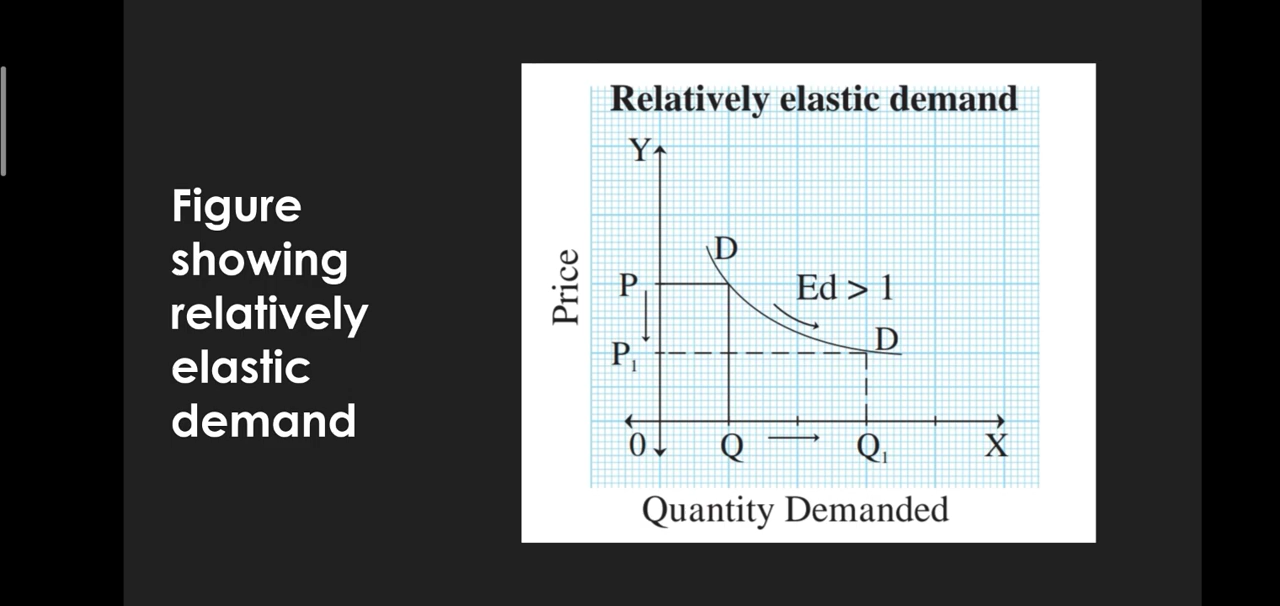 Figure
showing
relatively
elastic
demand
Relatively elastic demand
Y
D
P
Ed > 1
D
P₁
0
Q
Q₁
X
Price
Quantity Demanded